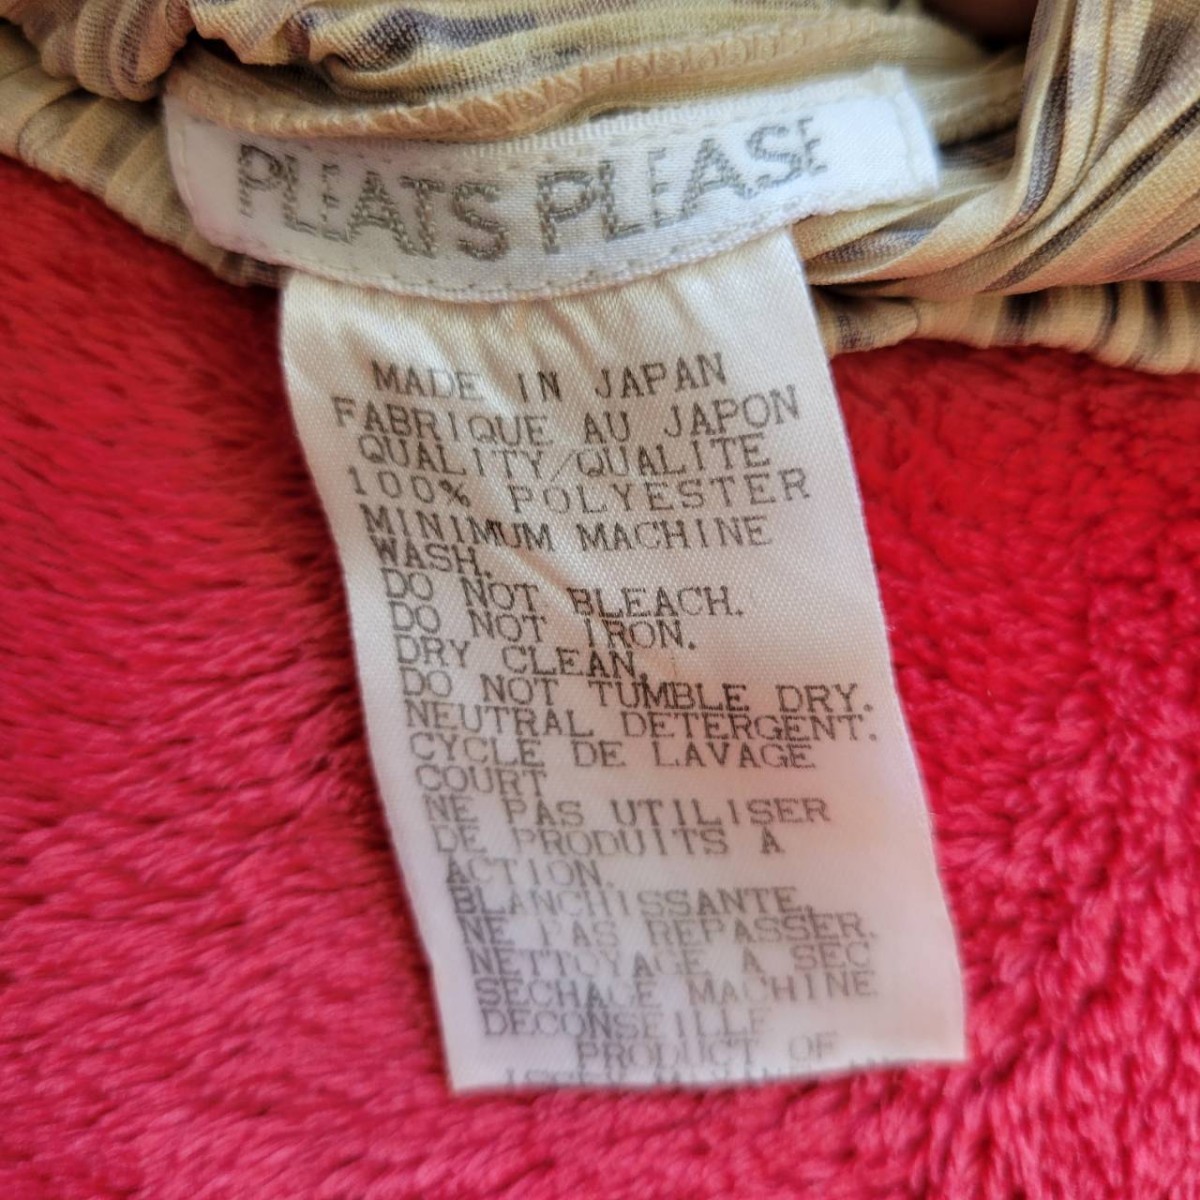 PLEATS PLEASE
MADE IN JAPAN
FABRIQUE AU JAPON
QUALITY/QUALITE
100% POLYESTER
MINIMUM MACHINE
WASH.
DO NOT BLEACH.
DO NOT IRON.
DRY CLEAN.
DO NOT TUMBLE DRY.
NEUTRAL DETERGENT.
CYCLE DE LAVAGE
COURT
NE PAS UTILISER
DE PRODUITS A
ACTION.
BLANCHISSANTE.
NE PAS REPASSER.
NETTOYAGE A SEC
SECHAGE MACHINE
DECONSEILLE
PRODUCT OF